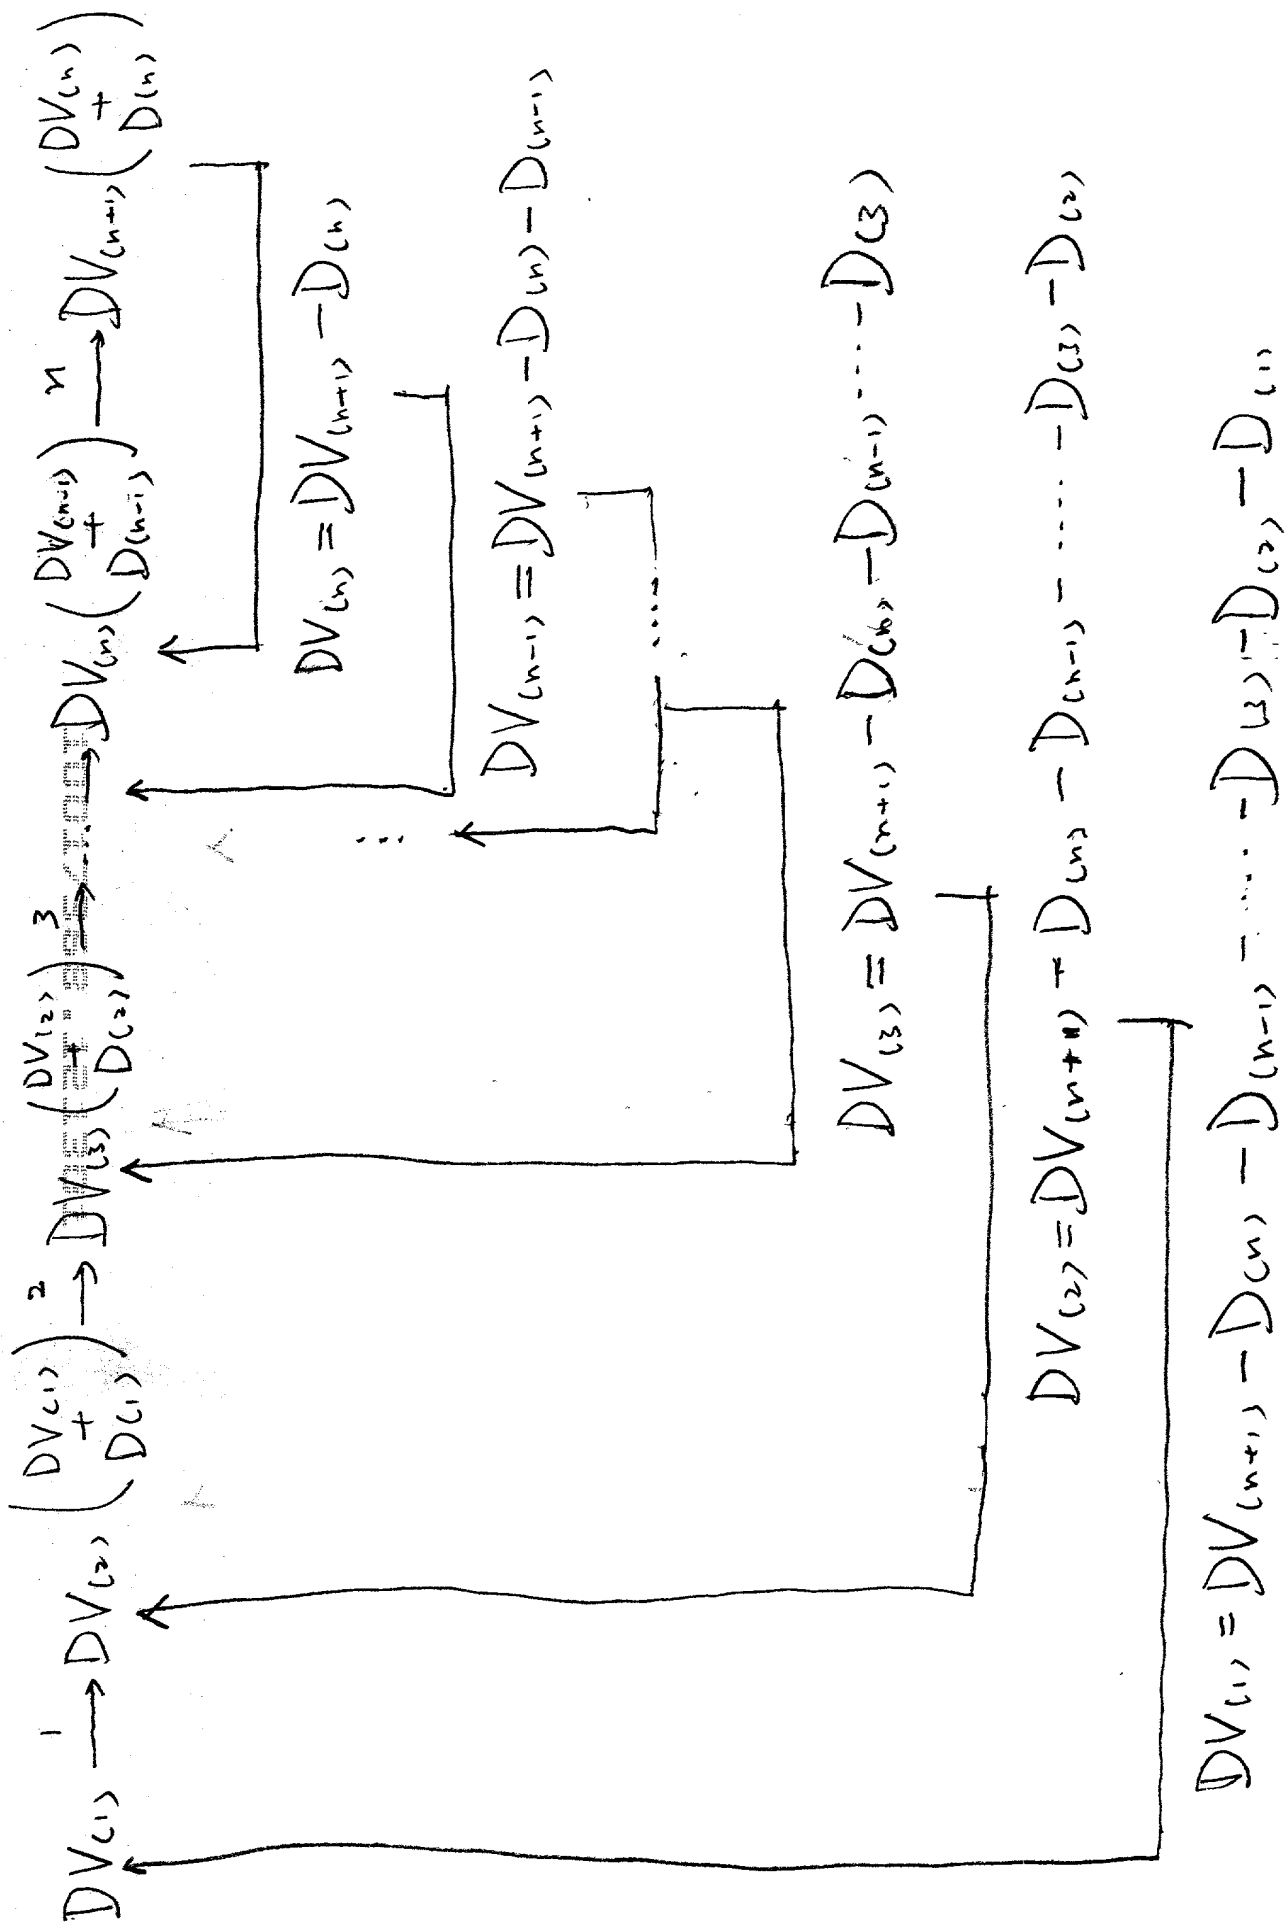 DV(1) 1→ DV(2) (DV(1) + D(1)) 2→ DV(3) (DV(2) + D(2)) 3→ ... → DV(n) (DV(n-1) + D(n-1)) n→ DV(n+1) (DV(n) + D(n))
DV(n) = DV(n+1) - D(n)
...
DV(n-1) = DV(n+1) - D(n) - D(n-1)
....
DV(3) = DV(n+1) - D(n) - D(n-1) .... - D(3)
DV(2) = DV(n+1) - D(n) - D(n-1) - ..... - D(3) - D(2)
DV(1) = DV(n+1) - D(n) - D(n-1) - ..... - D(3) - D(2) - D(1)